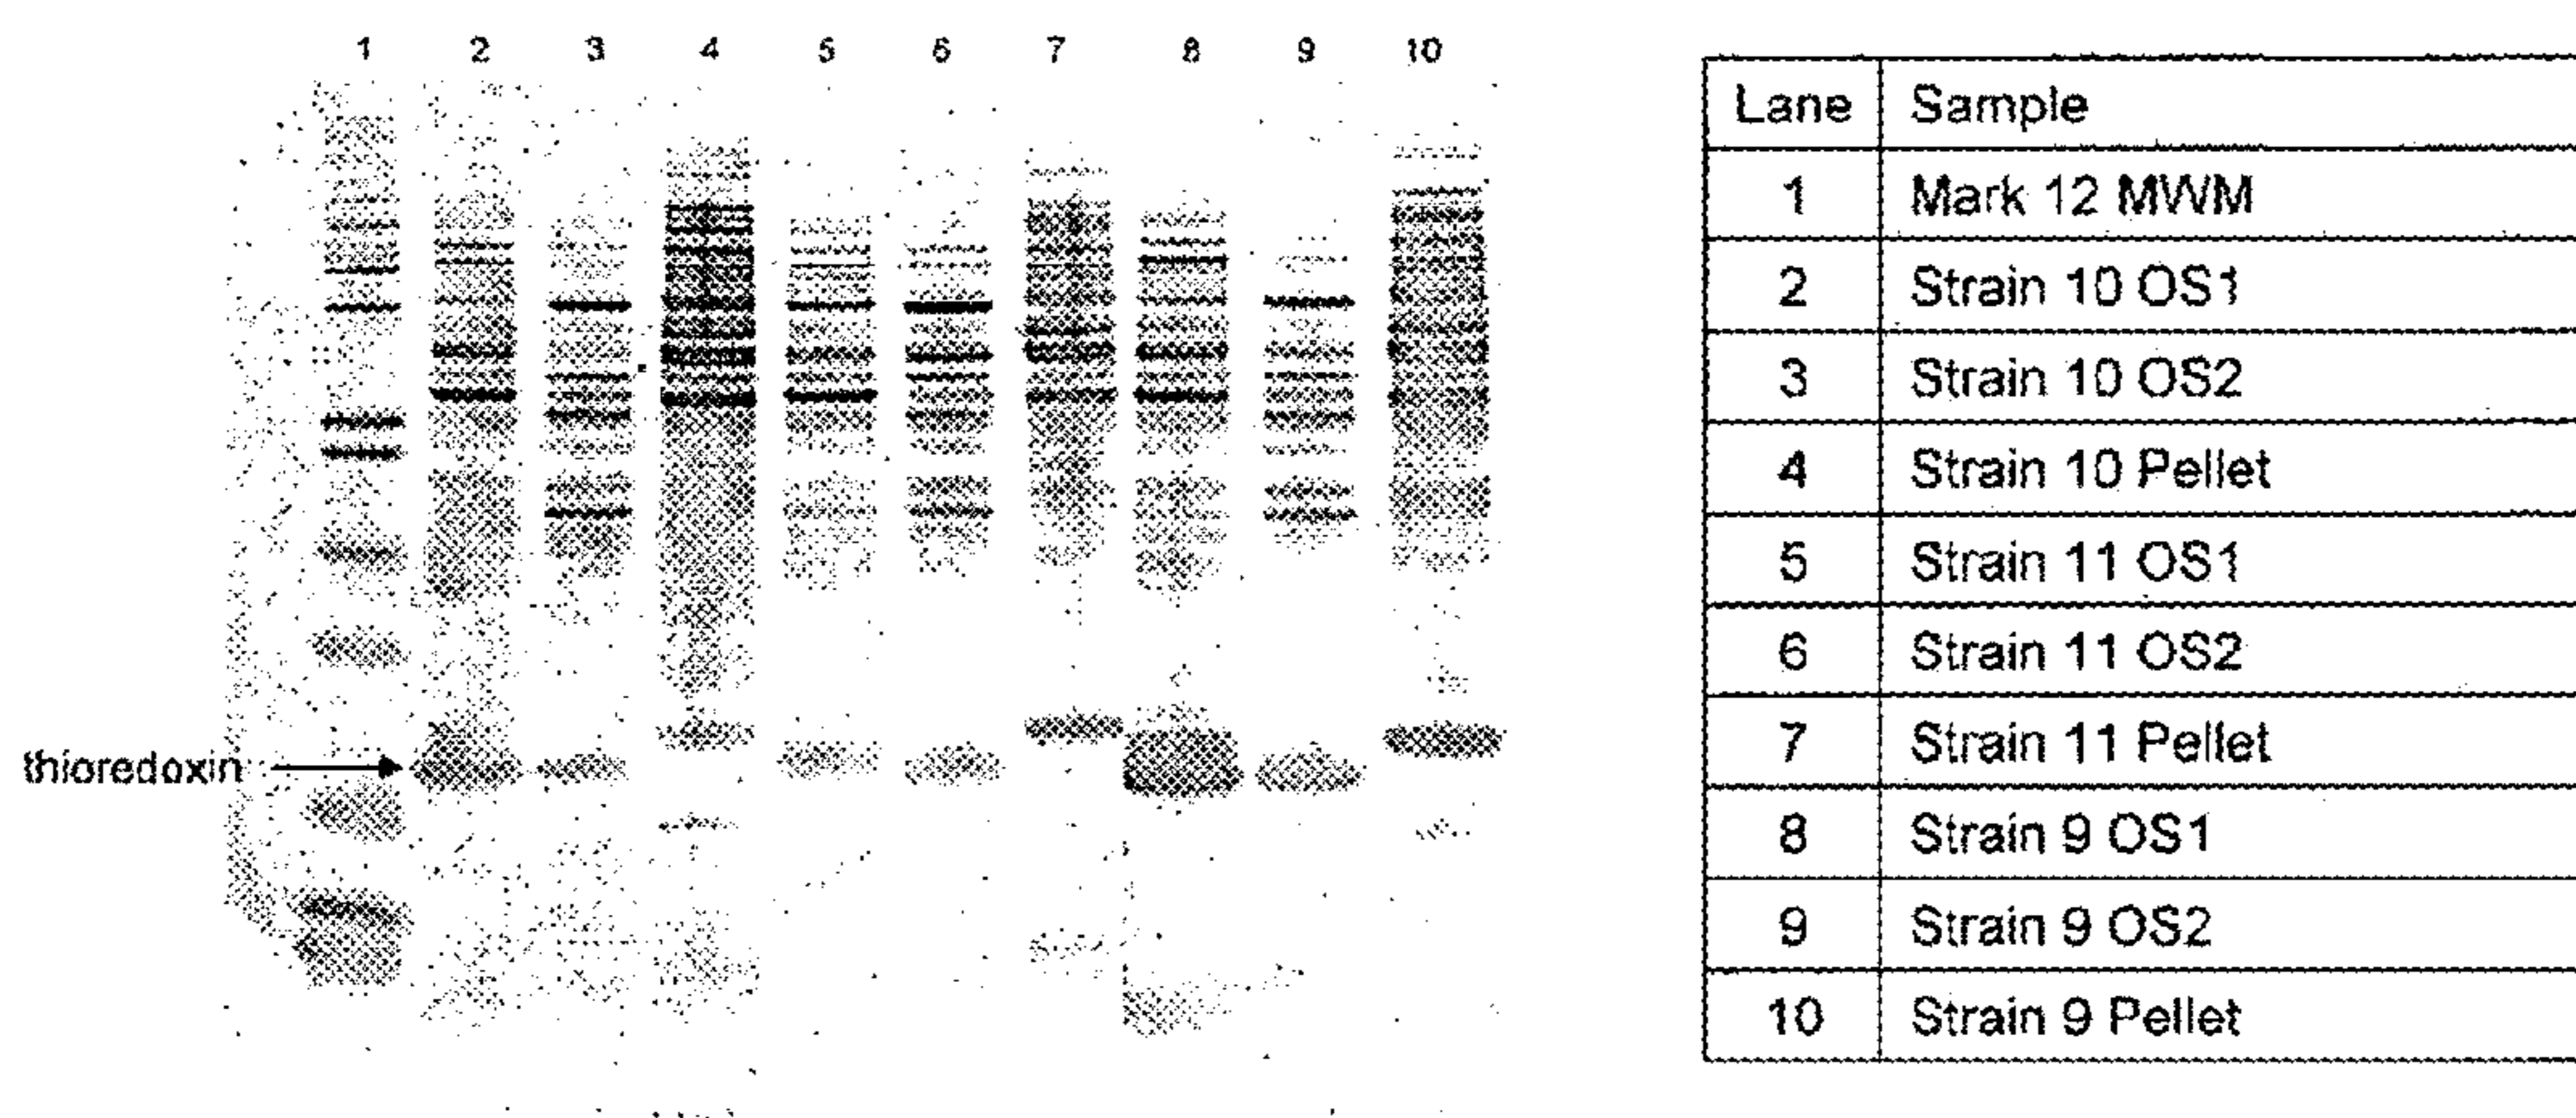 1 2 3 4 5 6 7 8 9 10
thioredoxin
Lane Sample
1 Mark 12 MWM
2 Strain 10 OS1
3 Strain 10 OS2
4 Strain 10 Pellet
5 Strain 11 OS1
6 Strain 11 OS2
7 Strain 11 Pellet
8 Strain 9 OS1
9 Strain 9 OS2
10 Strain 9 Pellet